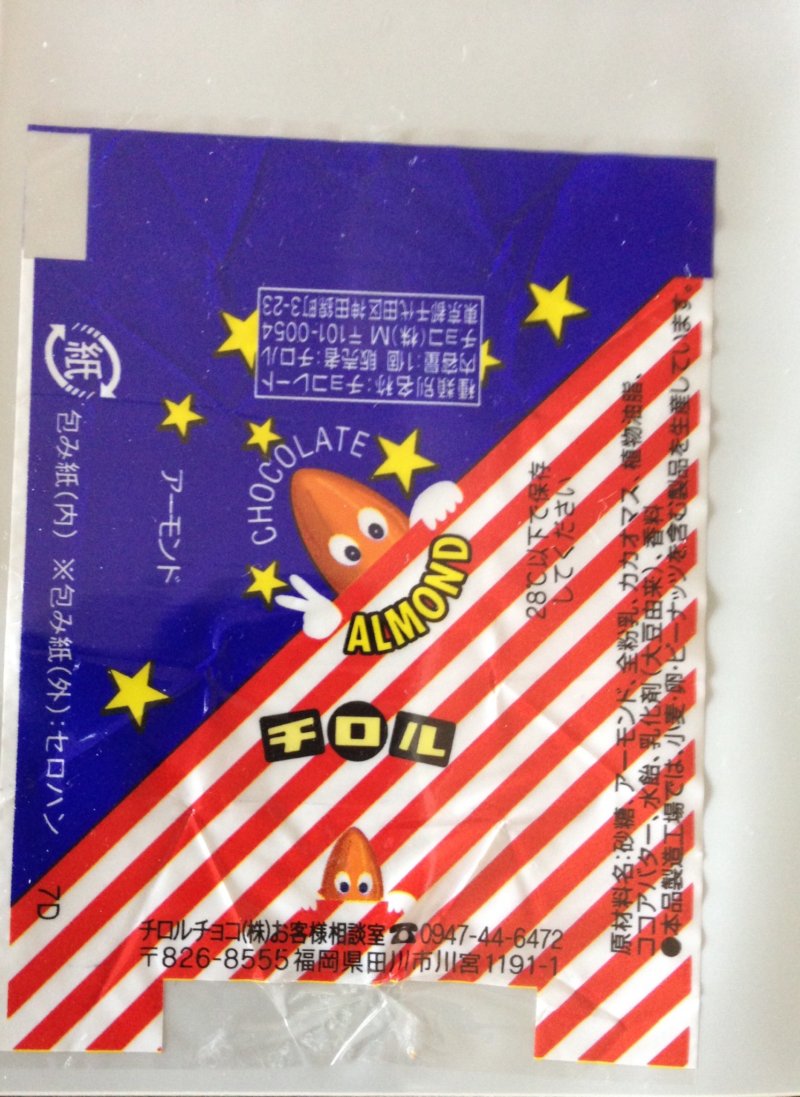 種類別名称:チョコレート
内容量:1個 販売者:チロル
チョコ(株)M 〒101-0054
東京都千代田区神田錦町3-23
紙
包み紙(内) ※包み紙(外):セロハン
アーモンド
CHOCOLATE
ALMOND
チロル
28℃以下で保存
してください
原材料名:砂糖、アーモンド、全粉乳、カカオマス、植物油脂、
ココアバター、水飴、乳化剤(大豆由来)、香料
●本品製造工場では、小麦・卵・ピーナッツを含む製品を生産しています。
7D
チロルチョコ(株)お客様相談室☎0947-44-6472
〒826-8555福岡県田川市川宮1191-1